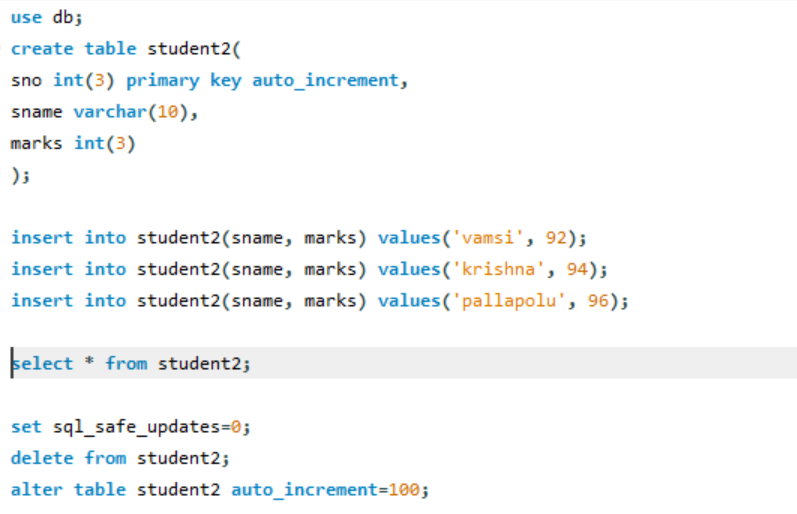 use db;
create table student2(
sno int(3) primary key auto_increment,
sname varchar(10),
marks int(3)
);
insert into student2(sname, marks) values('vamsi', 92);
insert into student2(sname, marks) values('krishna', 94);
insert into student2(sname, marks) values('pallapolu', 96);
select * from student2;
set sql_safe_updates=0;
delete from student2;
alter table student2 auto_increment=100;